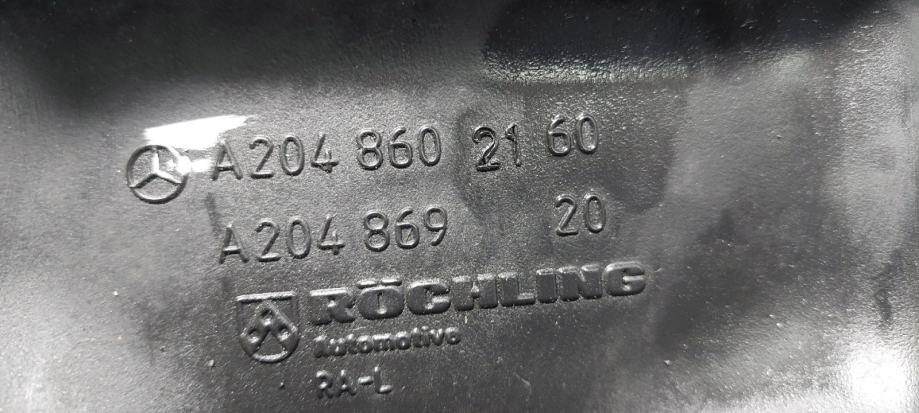 A204 860 21 60
A204 869 20
RÖCHLING
Automotive
RA-L